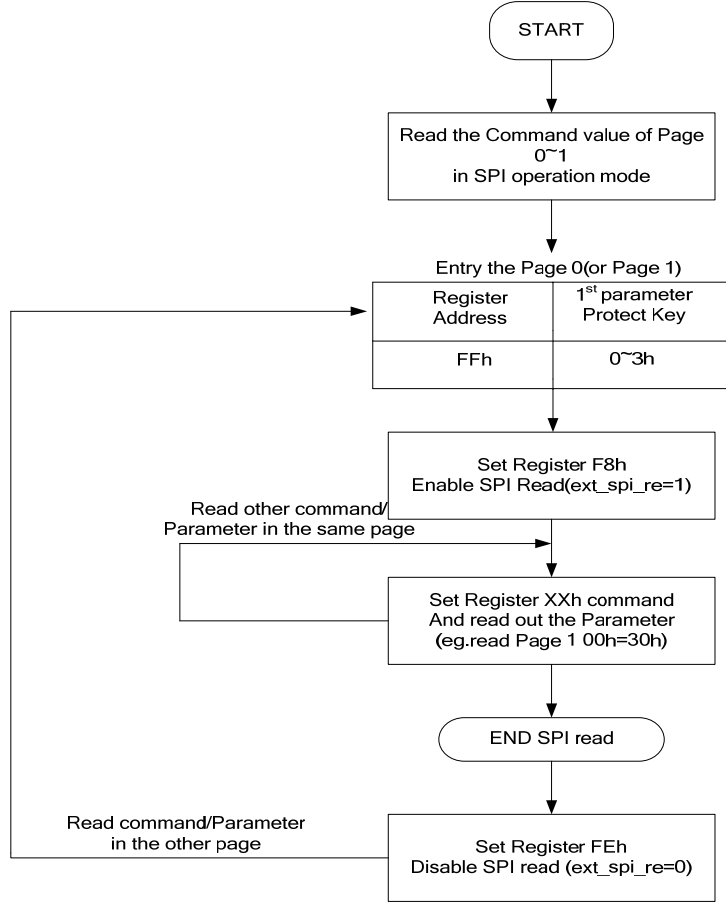 START
Read the Command value of Page
0~1
in SPI operation mode
Entry the Page 0(or Page 1)
Register
Address
1st parameter
Protect Key
FFh
0~3h
Set Register F8h
Enable SPI Read(ext_spi_re=1)
Read other command/
Parameter in the same page
Set Register XXh command
And read out the Parameter
(eg.read Page 1 00h=30h)
END SPI read
Read command/Parameter
in the other page
Set Register FEh
Disable SPI read (ext_spi_re=0)